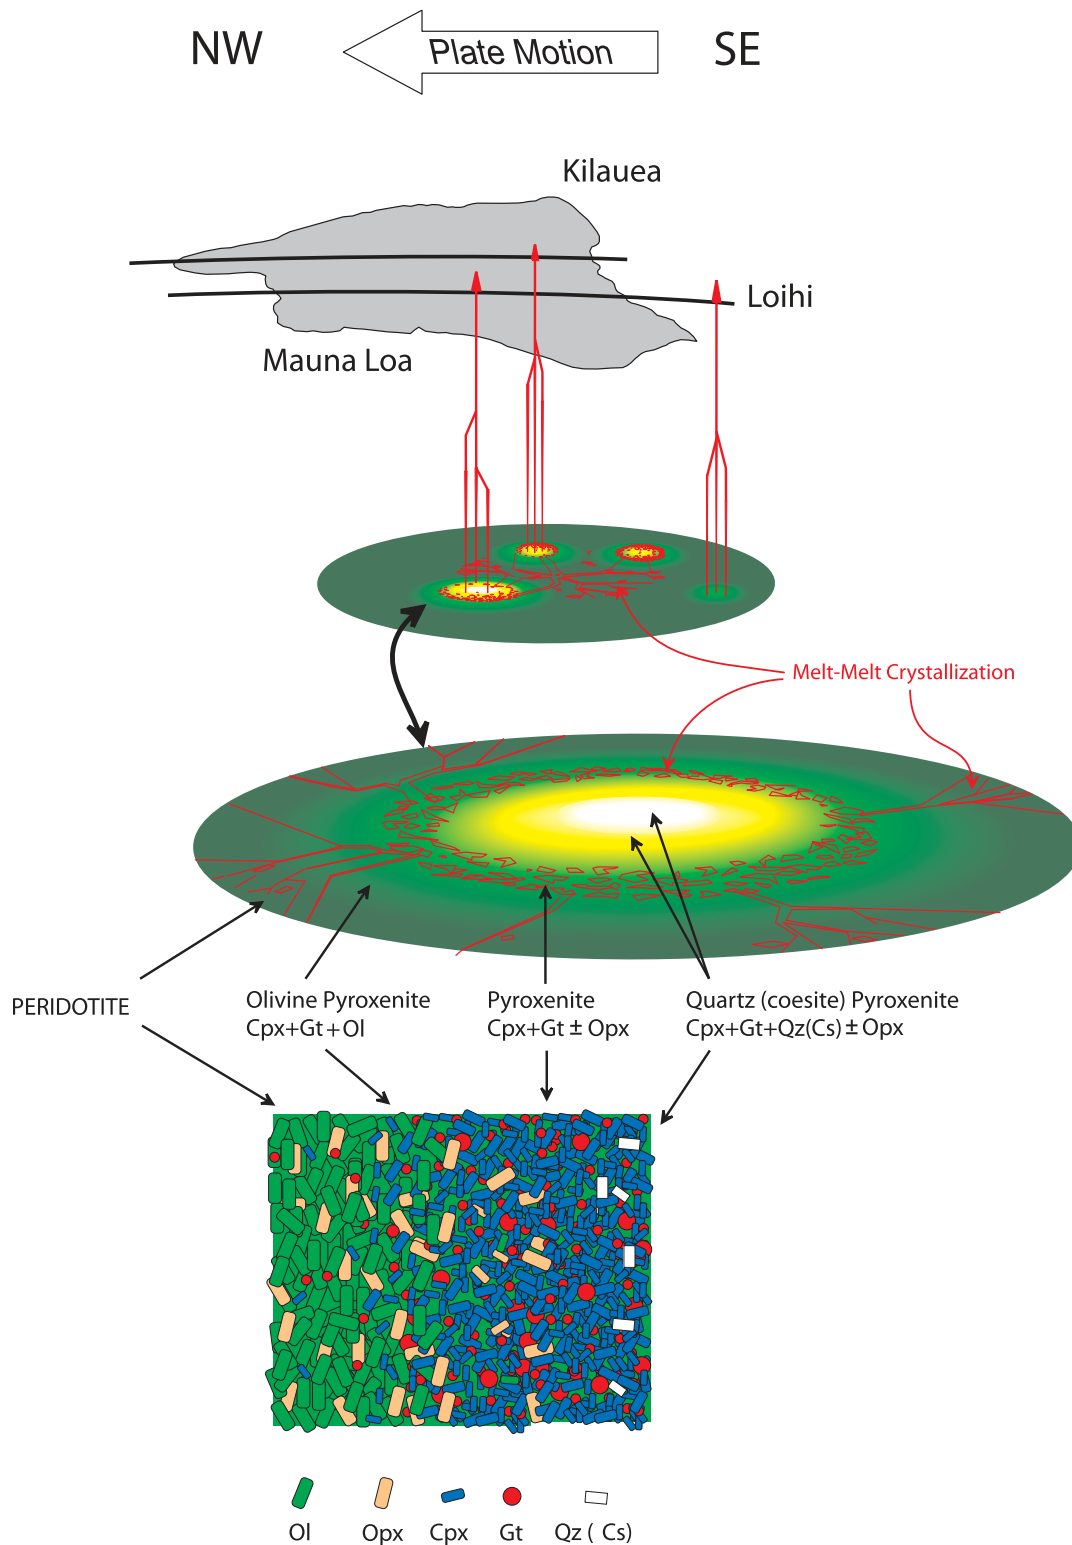 NW
Plate Motion
SE
Kilauea
Loihi
Mauna Loa
Melt-Melt Crystallization
PERIDOTITE
Olivine Pyroxenite
Cpx+Gt+Ol
Pyroxenite
Cpx+Gt ± Opx
Quartz (coesite) Pyroxenite
Cpx+Gt+Qz(Cs) ± Opx
Ol
Opx
Cpx
Gt
Qz ( Cs)